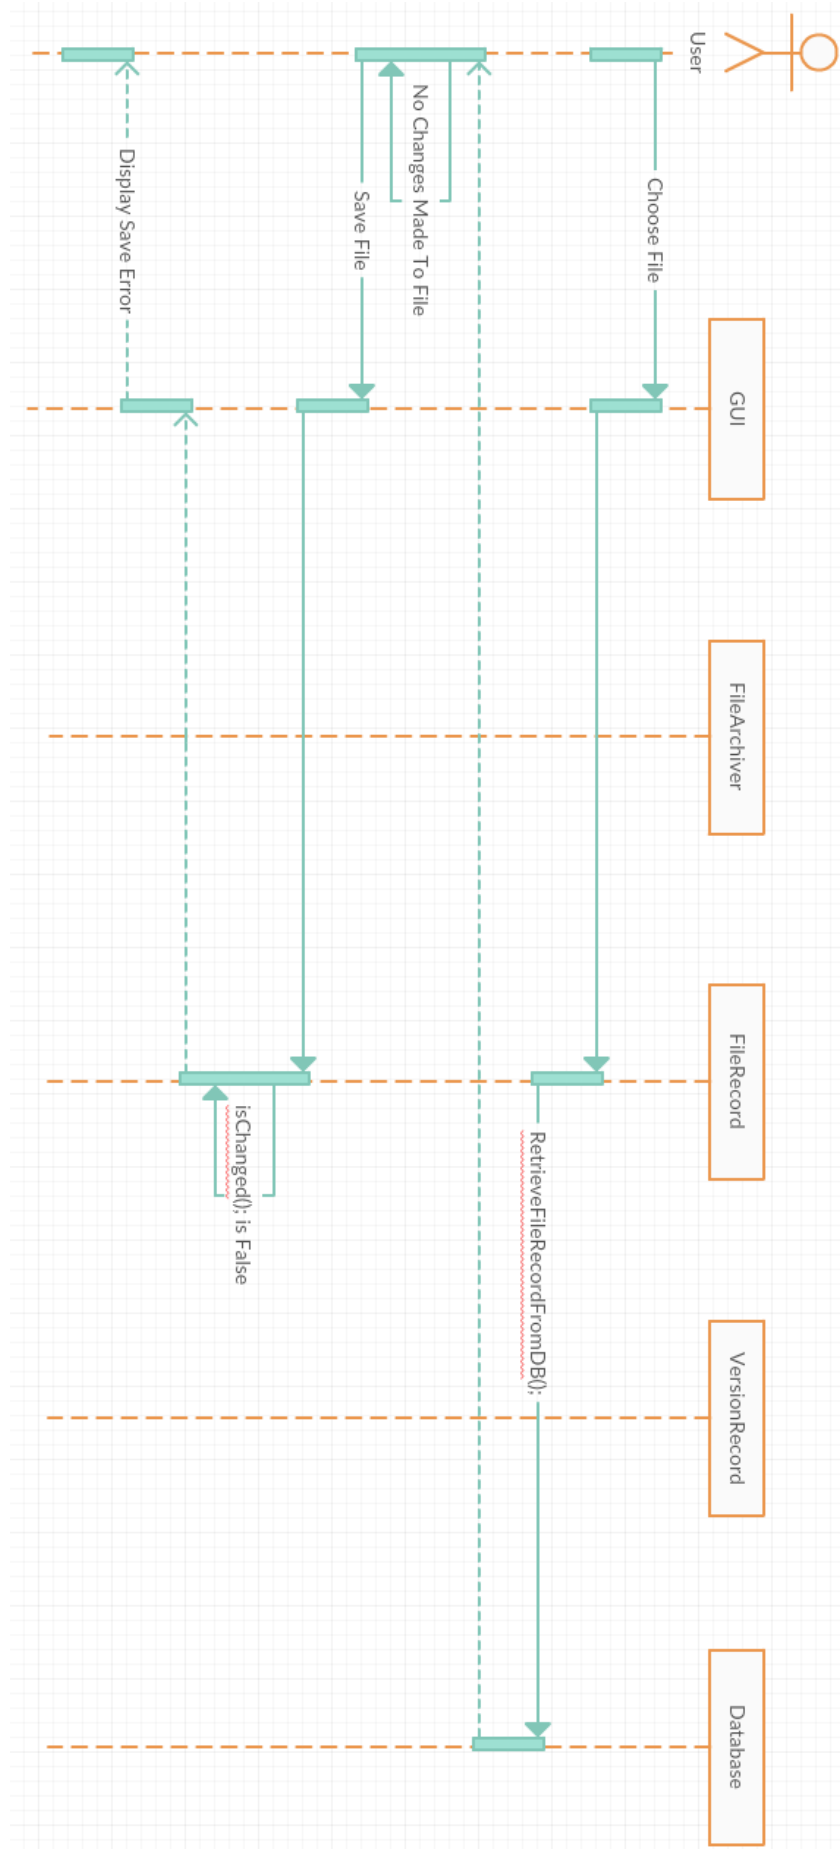 User
GUI
FileArchiver
FileRecord
VersionRecord
Database
Choose File
RetrieveFileRecordFromDB();
No Changes Made To File
Save File
isChanged(); is False
Display Save Error